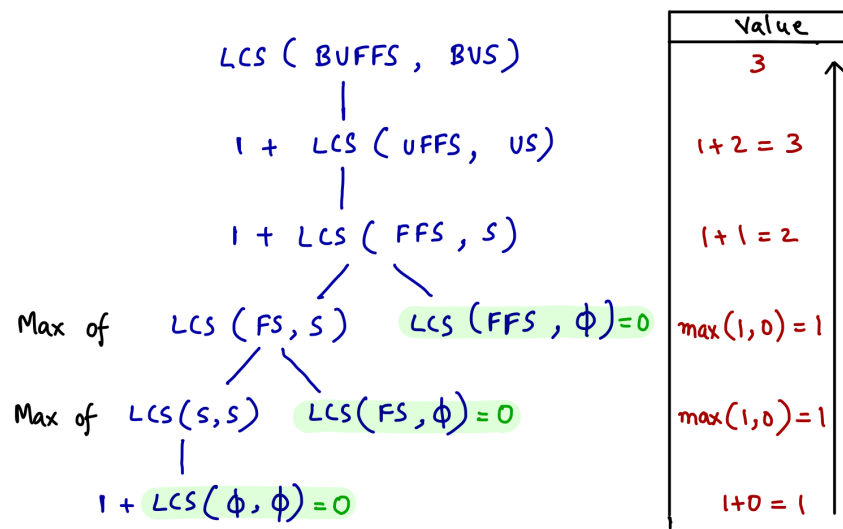 Value
LCS ( BUFFS , BUS)
3
1 + LCS ( UFFS, US)
1+2 = 3
1 + LCS ( FFS , S)
1+1 = 2
Max of LCS (FS, S) LCS (FFS , ϕ)=0
max(1,0)=1
Max of LCS(S,S) LCS(FS,ϕ)=0
max(1,0)=1
1 + LCS(ϕ, ϕ)=0
1+0 = 1